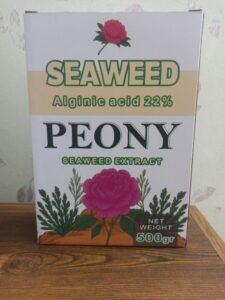 SEAWEED
Alginic acid 22%
PEONY
SEAWEED EXTRACT
NET
WEIGHT
500gr